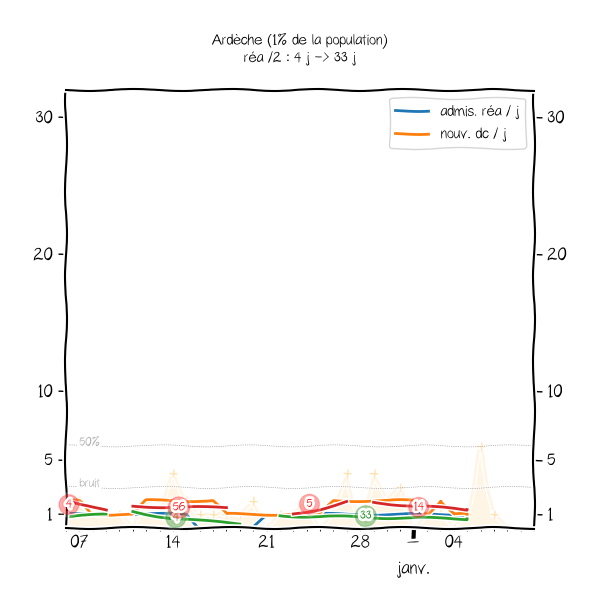 Ardèche (1% de la population)
réa /2 : 4 j -> 33 j
admis. réa / j
nouv. dc / j
30 30
20 20
10 10
50%
5 5
bruit
4 56 5 14
33
1 1
07 14 21 28 04
janv.